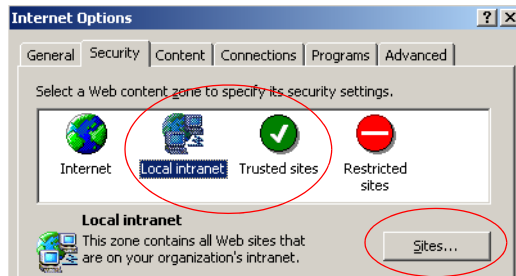 Internet Options
General Security Content Connections Programs Advanced
Select a Web content zone to specify its security settings.
Internet Local intranet Trusted sites Restricted
sites
Local intranet
This zone contains all Web sites that
are on your organization's intranet.
Sites...